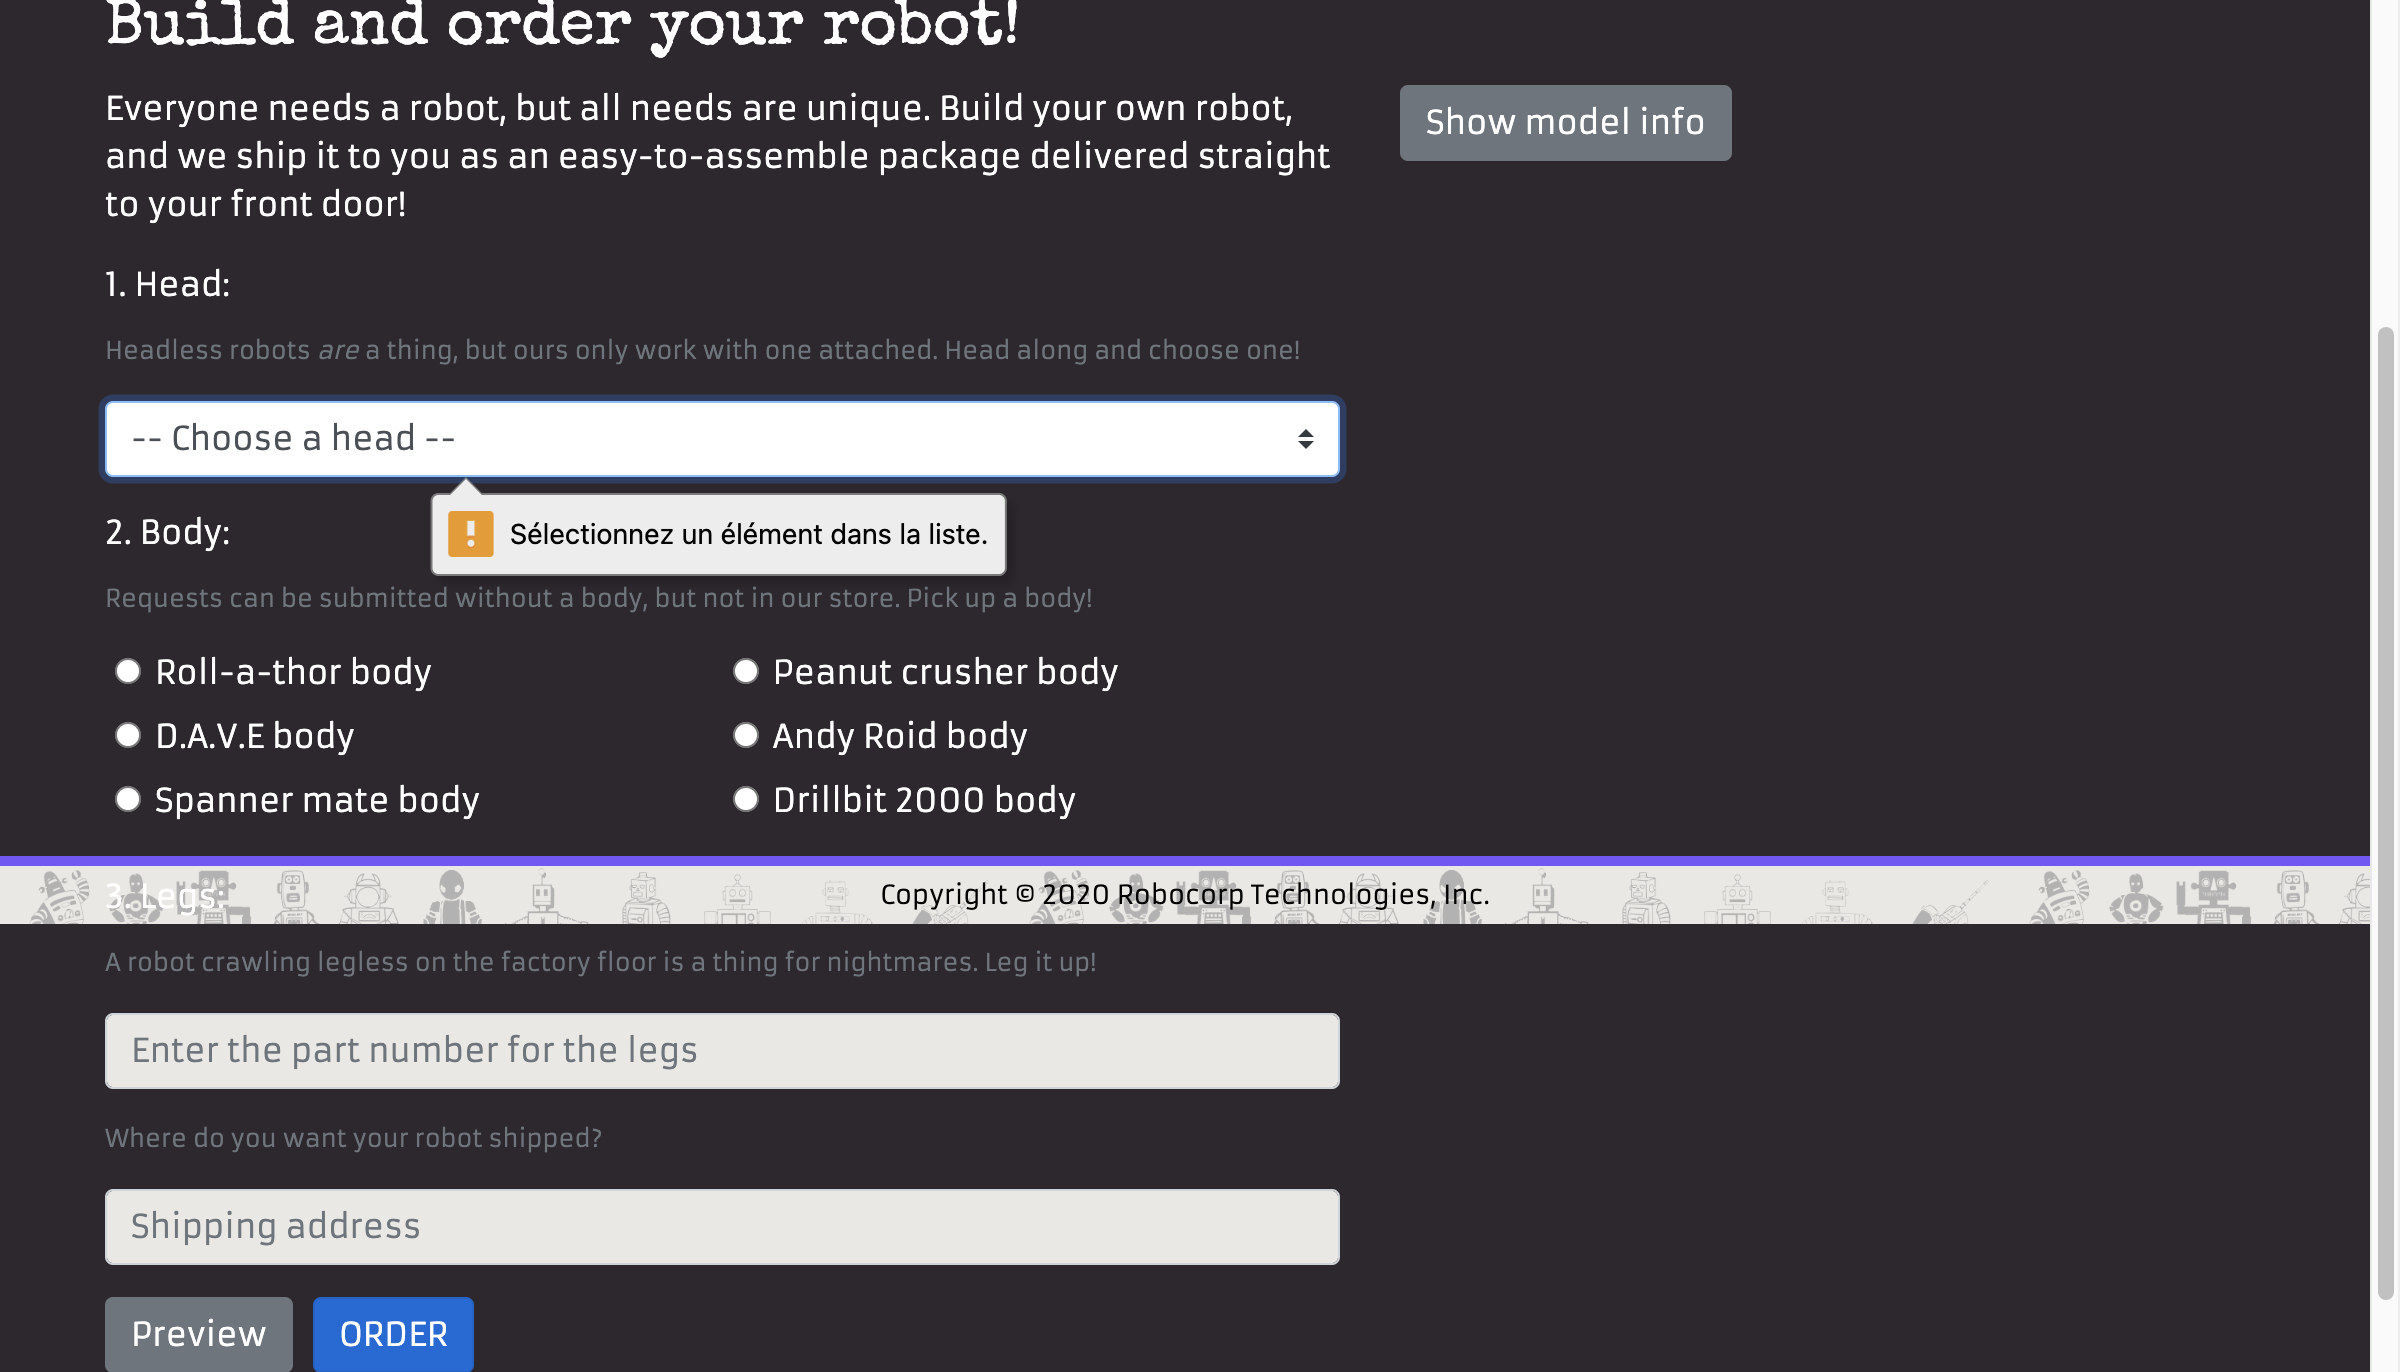 Build and order your robot!
Everyone needs a robot, but all needs are unique. Build your own robot,
and we ship it to you as an easy-to-assemble package delivered straight
to your front door!
Show model info
1. Head:
Headless robots are a thing, but ours only work with one attached. Head along and choose one!
-- Choose a head --
Sélectionnez un élément dans la liste.
2. Body:
Requests can be submitted without a body, but not in our store. Pick up a body!
Roll-a-thor body
Peanut crusher body
D.A.V.E body
Andy Roid body
Spanner mate body
Drillbit 2000 body
3. Legs:
Copyright © 2020 Robocorp Technologies, Inc.
A robot crawling legless on the factory floor is a thing for nightmares. Leg it up!
Enter the part number for the legs
Where do you want your robot shipped?
Shipping address
Preview
ORDER